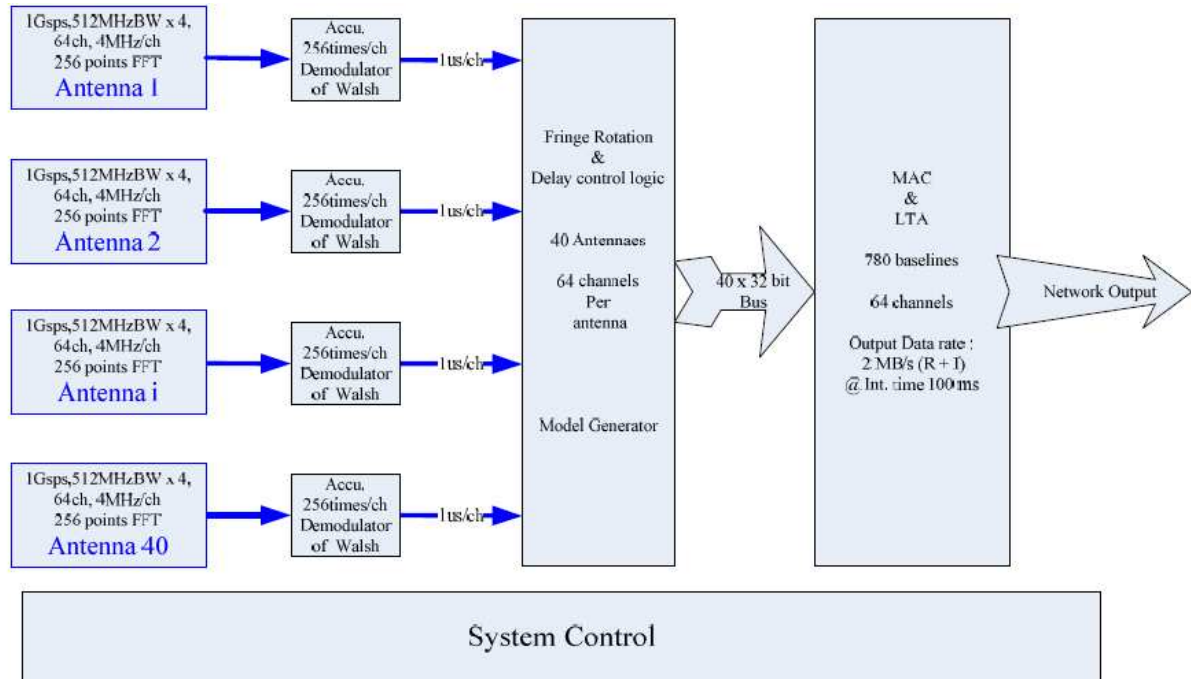 1Gsps,512MHzBW x 4,
64ch, 4MHz/ch
256 points FFT
Antenna 1
Accu.
256times/ch
Demodulator
of Walsh
1us/ch
1Gsps,512MHzBW x 4,
64ch, 4MHz/ch
256 points FFT
Antenna 2
Accu.
256times/ch
Demodulator
of Walsh
1us/ch
1Gsps,512MHzBW x 4,
64ch, 4MHz/ch
256 points FFT
Antenna i
Accu.
256times/ch
Demodulator
of Walsh
1us/ch
1Gsps,512MHzBW x 4,
64ch, 4MHz/ch
256 points FFT
Antenna 40
Accu.
256times/ch
Demodulator
of Walsh
1us/ch
Fringe Rotation
&
Delay control logic
40 Antennaes
64 channels
Per
antenna
Model Generator
40 x 32 bit
Bus
MAC
&
LTA
780 baselines
64 channels
Output Data rate :
2 MB/s (R + I)
@ Int. time 100 ms
Network Output
System Control